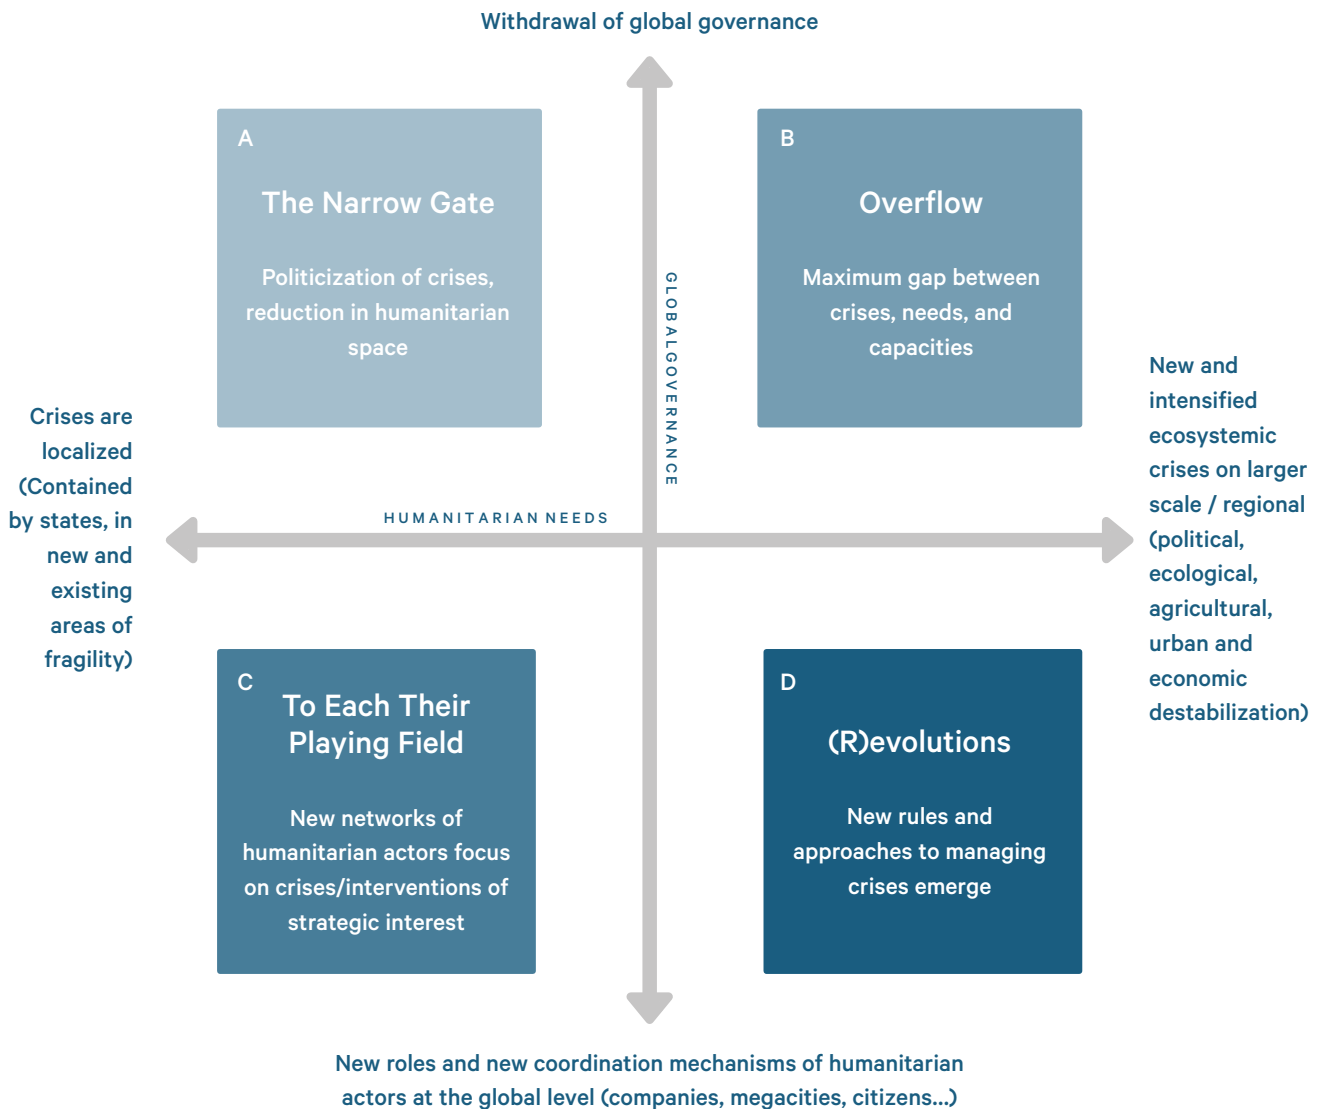 Withdrawal of global governance
A
The Narrow Gate
Politicization of crises,
reduction in humanitarian
space
B
Overflow
Maximum gap between
crises, needs, and
capacities
GLOBAL GOVERNANCE
HUMANITARIAN NEEDS
Crises are
localized
(Contained
by states, in
new and
existing
areas of
fragility)
New and
intensified
ecosystemic
crises on larger
scale / regional
(political,
ecological,
agricultural,
urban and
economic
destabilization)
C
To Each Their
Playing Field
New networks of
humanitarian actors focus
on crises/interventions of
strategic interest
D
(R)evolutions
New rules and
approaches to managing
crises emerge
New roles and new coordination mechanisms of humanitarian
actors at the global level (companies, megacities, citizens...)